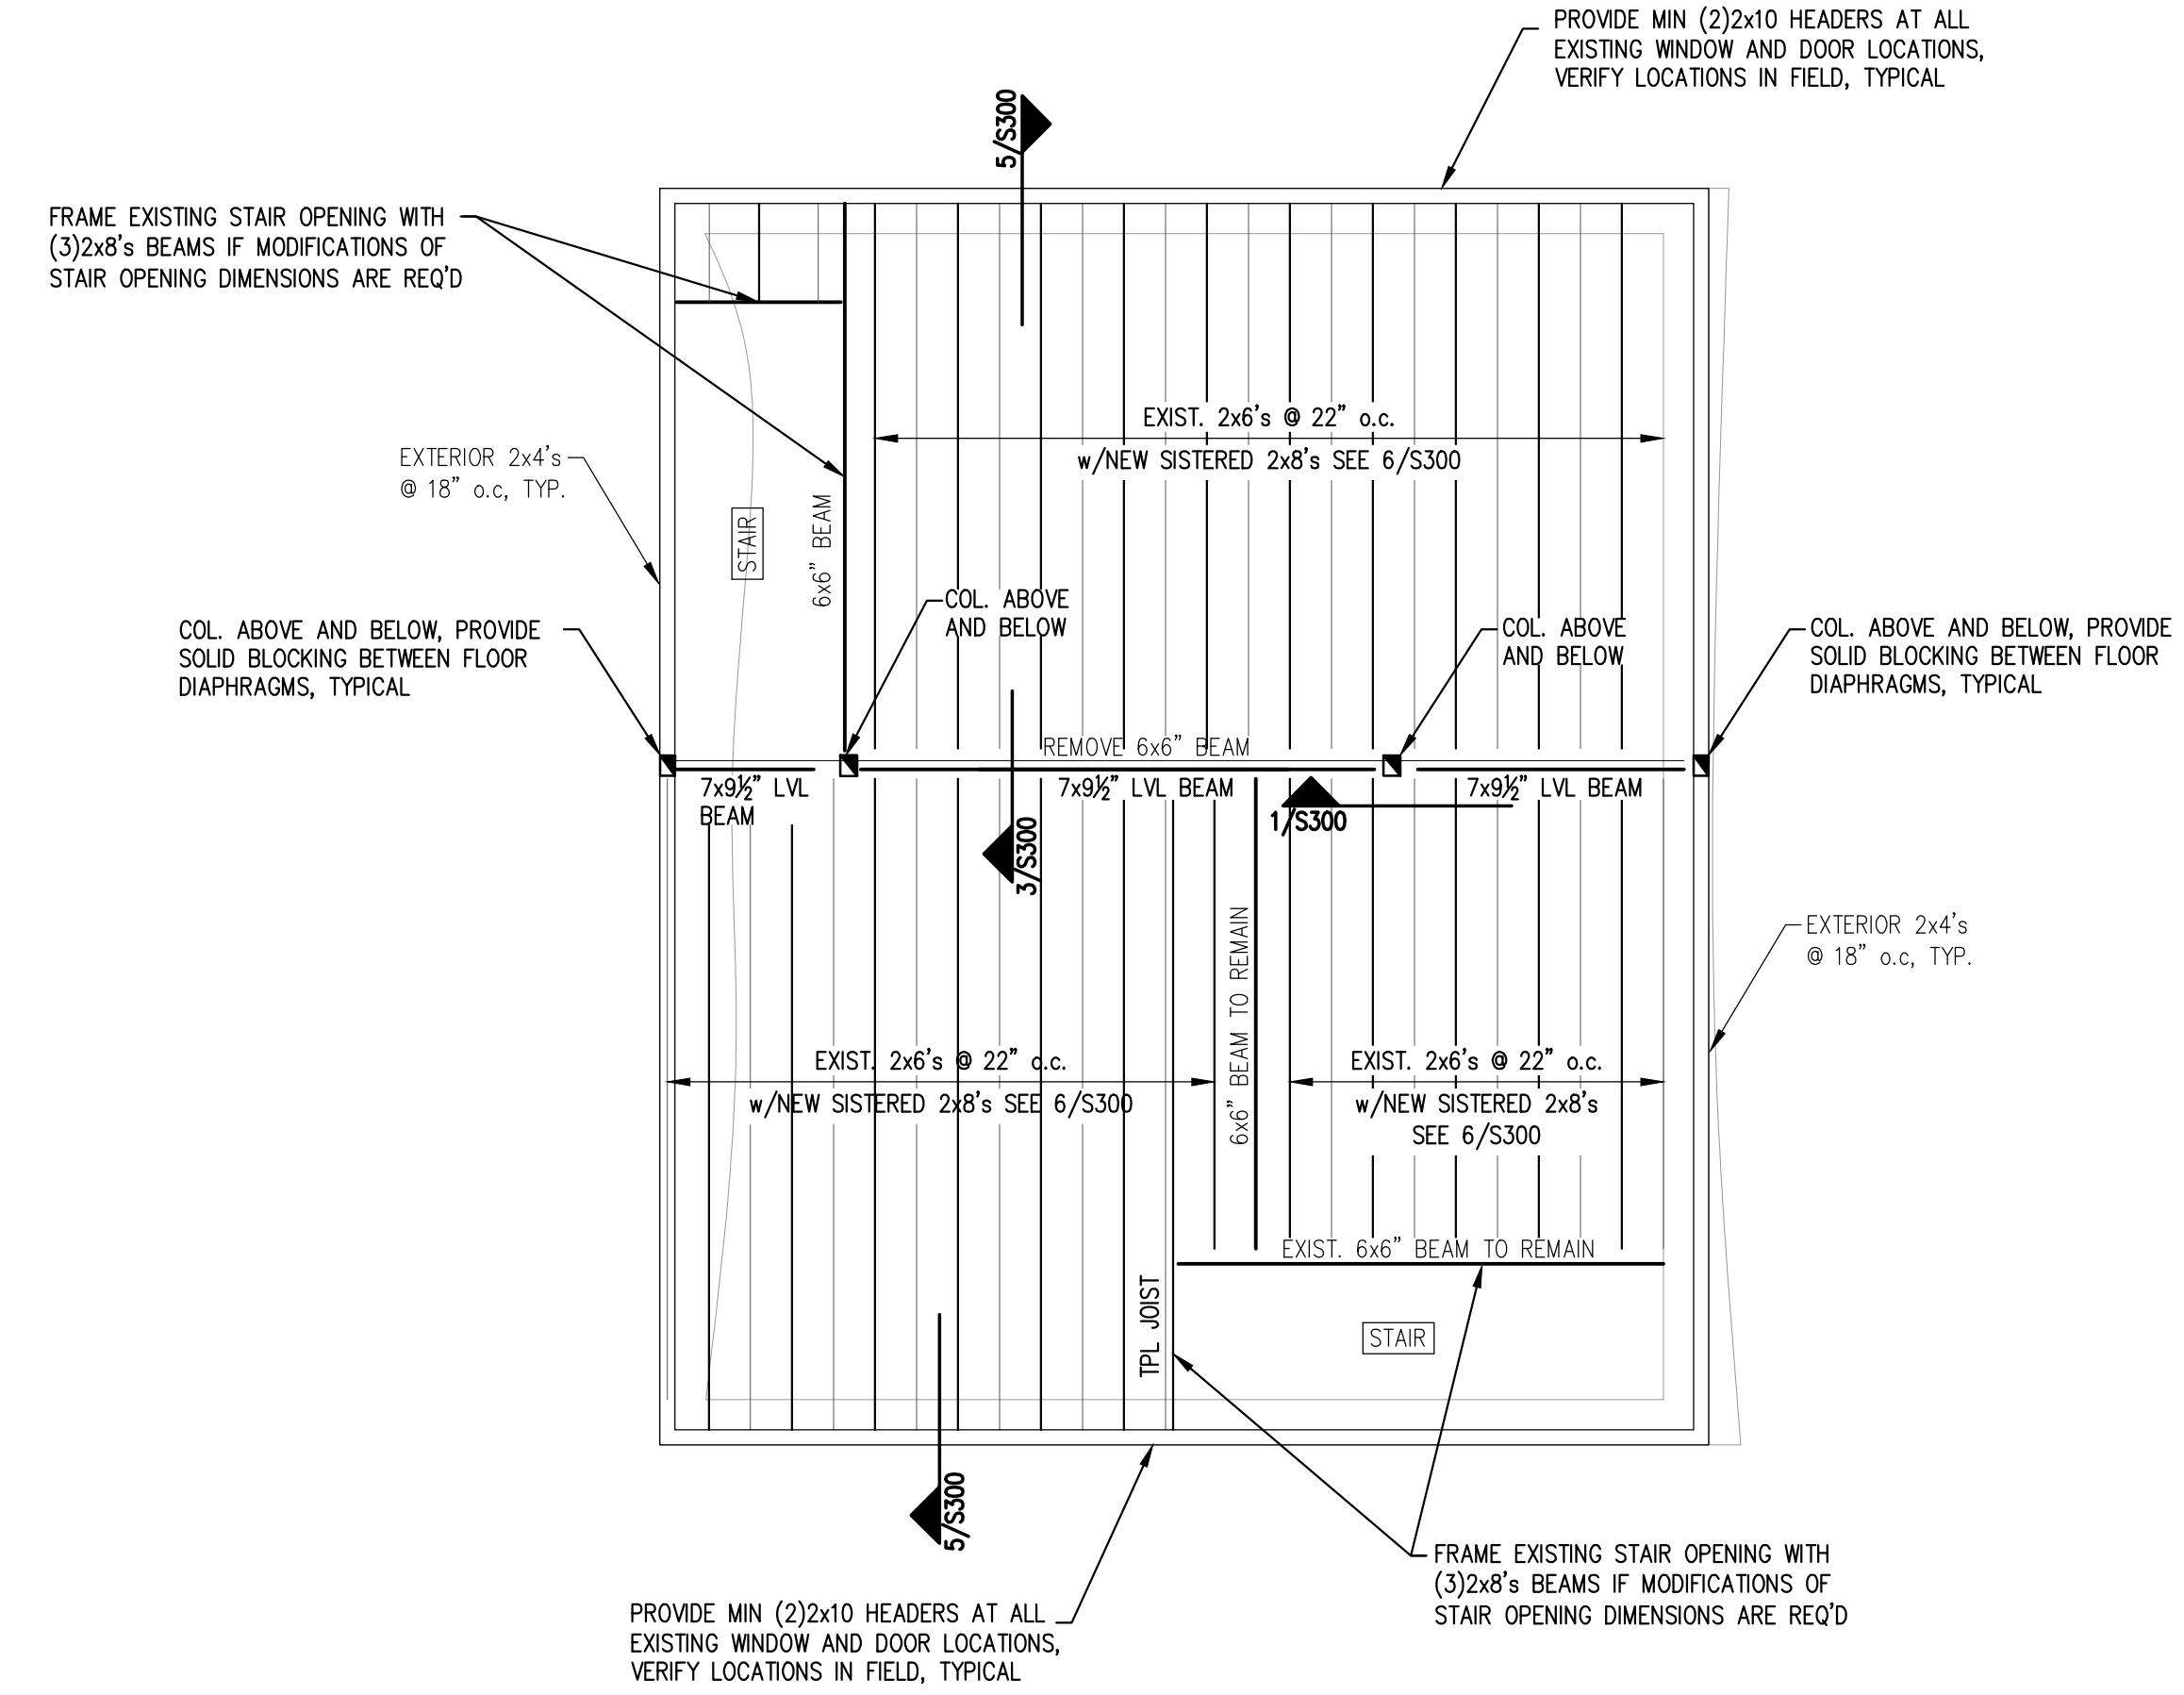 PROVIDE MIN (2)2x10 HEADERS AT ALL
EXISTING WINDOW AND DOOR LOCATIONS,
VERIFY LOCATIONS IN FIELD, TYPICAL
5/S300
FRAME EXISTING STAIR OPENING WITH
(3)2x8's BEAMS IF MODIFICATIONS OF
STAIR OPENING DIMENSIONS ARE REQ'D
EXIST. 2x6's @ 22" o.c.
w/NEW SISTERED 2x8's SEE 6/S300
EXTERIOR 2x4's
@ 18" o.c, TYP.
STAIR
6x6" BEAM
COL. ABOVE
AND BELOW
COL. ABOVE
AND BELOW
COL. ABOVE AND BELOW, PROVIDE
SOLID BLOCKING BETWEEN FLOOR
DIAPHRAGMS, TYPICAL
COL. ABOVE AND BELOW, PROVIDE
SOLID BLOCKING BETWEEN FLOOR
DIAPHRAGMS, TYPICAL
REMOVE 6x6" BEAM
7x9½" LVL
BEAM
7x9½" LVL BEAM
7x9½" LVL BEAM
1/S300
3/S300
EXTERIOR 2x4's
@ 18" o.c, TYP.
6x6" BEAM TO REMAIN
EXIST. 2x6's @ 22" o.c.
w/NEW SISTERED 2x8's SEE 6/S300
EXIST. 2x6's @ 22" o.c.
w/NEW SISTERED 2x8's
SEE 6/S300
EXIST. 6x6" BEAM TO REMAIN
TPL JOIST
STAIR
5/S300
FRAME EXISTING STAIR OPENING WITH
(3)2x8's BEAMS IF MODIFICATIONS OF
STAIR OPENING DIMENSIONS ARE REQ'D
PROVIDE MIN (2)2x10 HEADERS AT ALL
EXISTING WINDOW AND DOOR LOCATIONS,
VERIFY LOCATIONS IN FIELD, TYPICAL